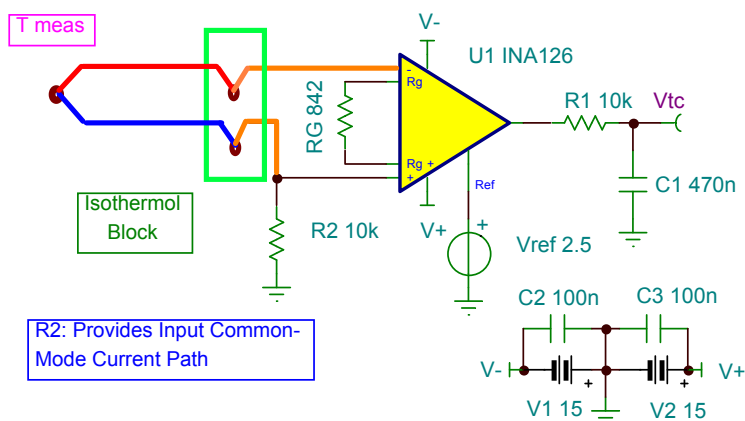 T meas
V-
U1 INA126
-
Rg
RG 842
Rg +
+
Ref
R1 10k
Vtc
C1 470n
Isothermol
Block
R2 10k
V+
+
Vref 2.5
R2: Provides Input Common-
Mode Current Path
C2 100n
C3 100n
V-
+
+
V+
V1 15
V2 15